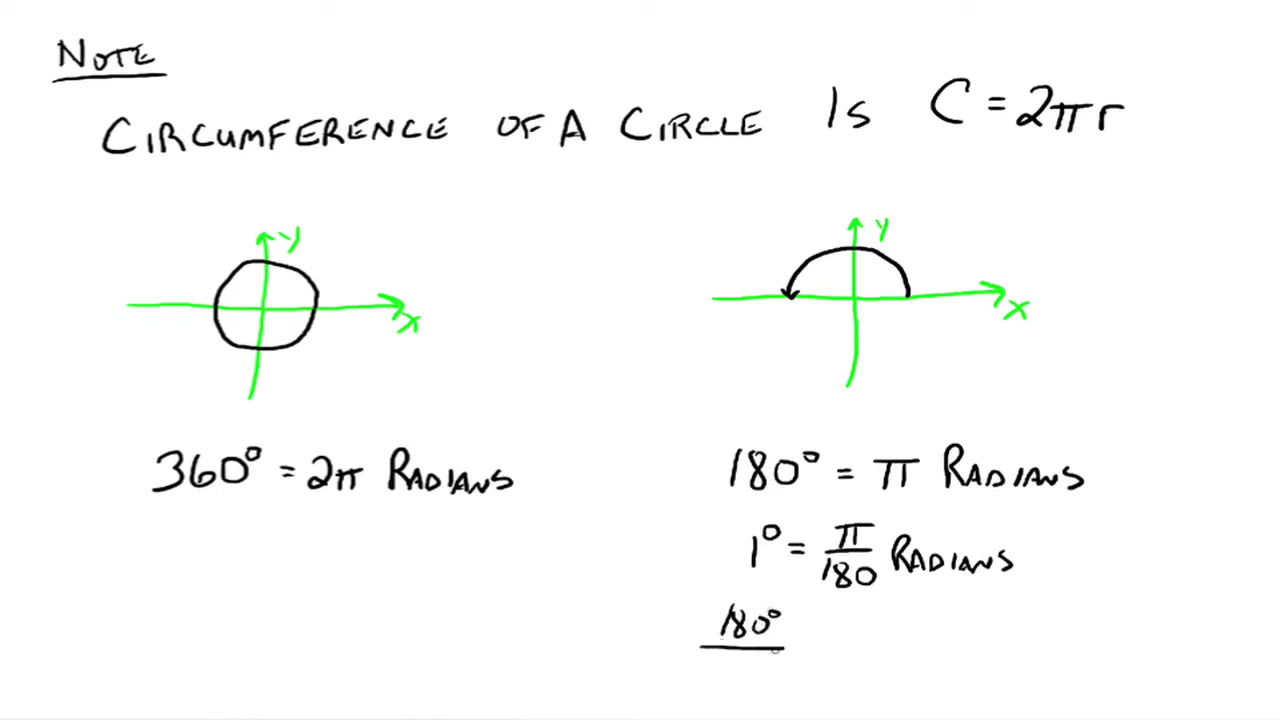 NOTE
CIRCUMFERENCE OF A CIRCLE IS C = 2πr
y
x
y
x
360° = 2π RADIANS
180° = π RADIANS
1° = π/180 RADIANS
180°